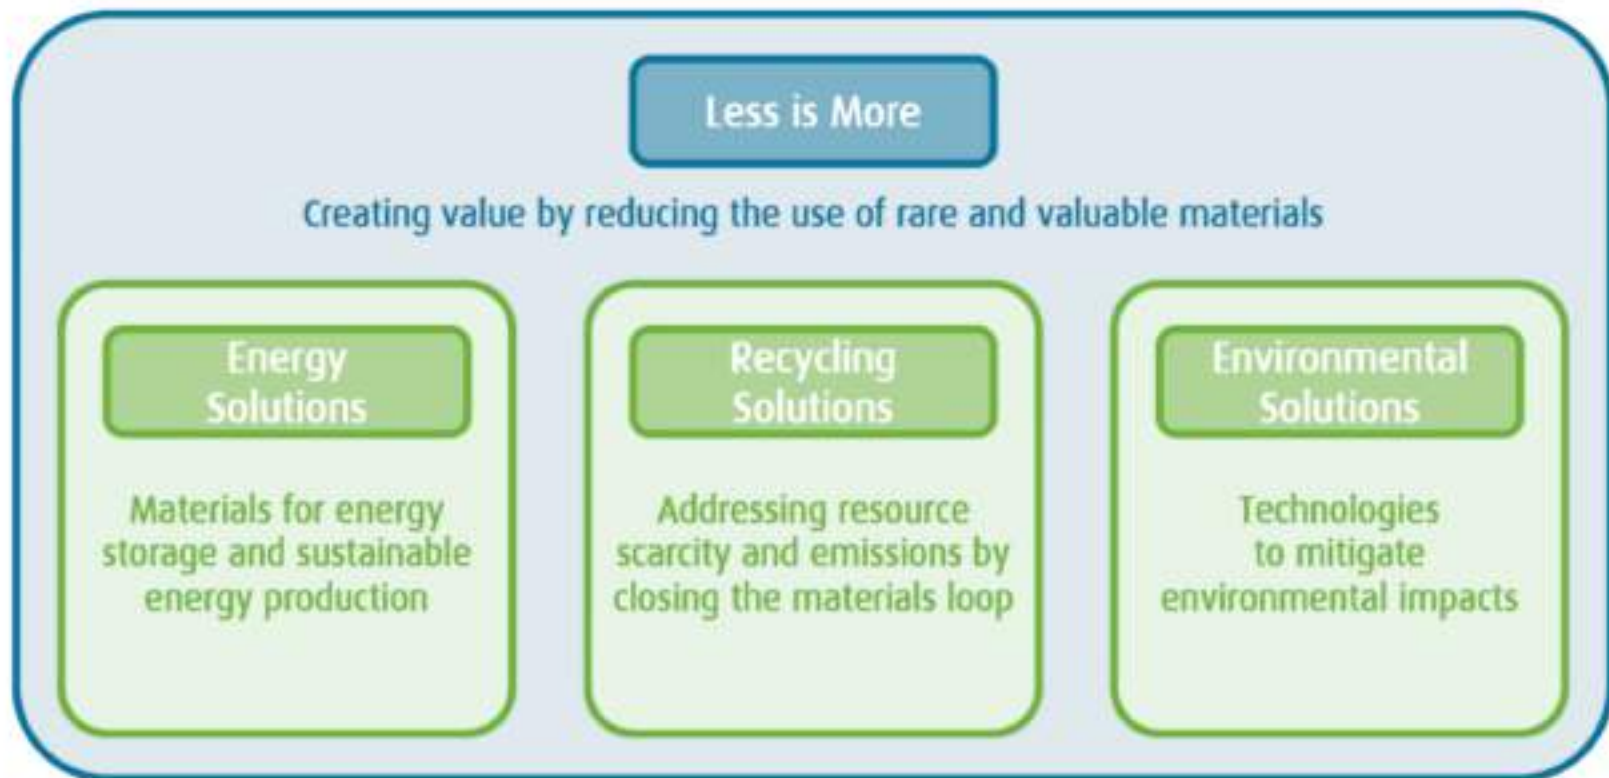 Less is More
Creating value by reducing the use of rare and valuable materials
Energy
Solutions
Materials for energy
storage and sustainable
energy production
Recycling
Solutions
Addressing resource
scarcity and emissions by
closing the materials loop
Environmental
Solutions
Technologies
to mitigate
environmental impacts